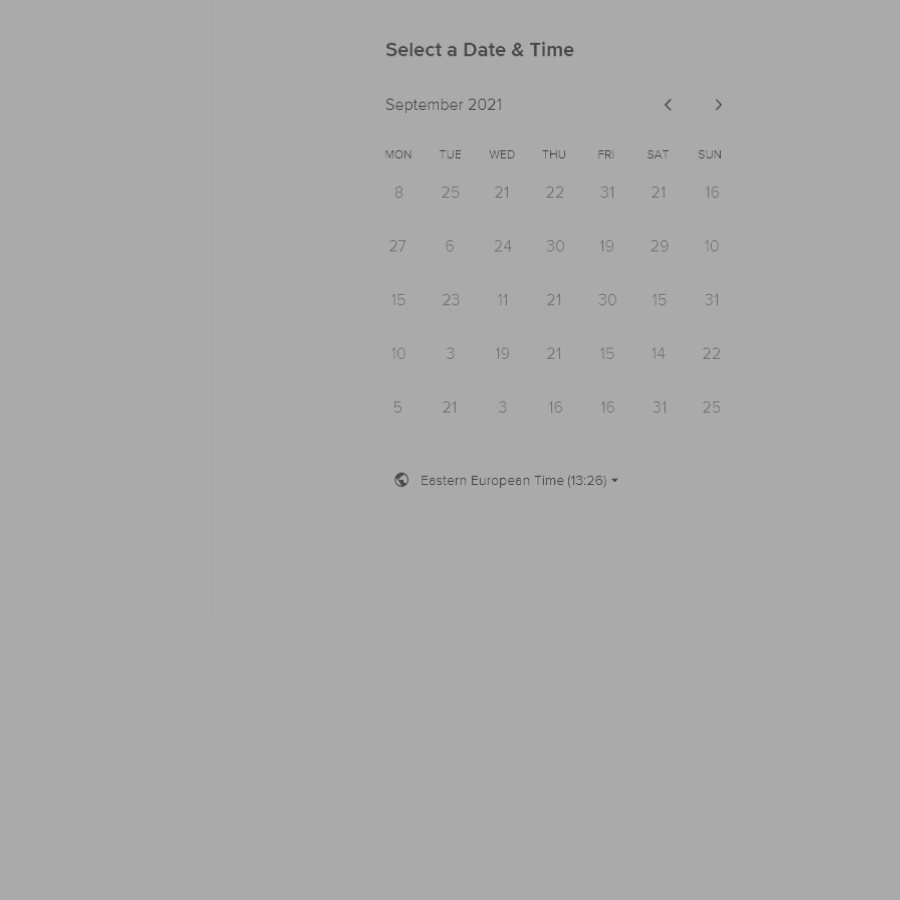 Select a Date & Time
September 2021
MON TUE WED THU FRI SAT SUN
8 25 21 22 31 21 16
27 6 24 30 19 29 10
15 23 11 21 30 15 31
10 3 19 21 15 14 22
5 21 3 16 16 31 25
Eastern European Time (13:26)